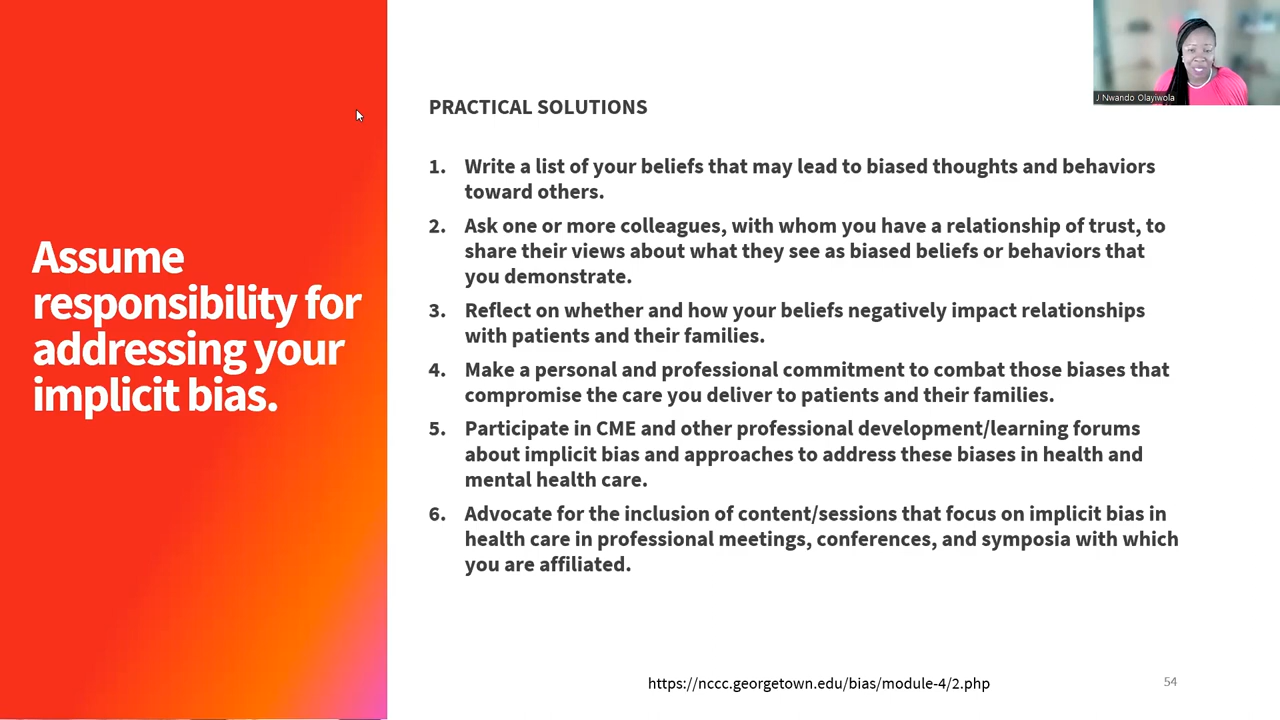 Assume
responsibility for
addressing your
implicit bias.
PRACTICAL SOLUTIONS
1. Write a list of your beliefs that may lead to biased thoughts and behaviors
toward others.
2. Ask one or more colleagues, with whom you have a relationship of trust, to
share their views about what they see as biased beliefs or behaviors that
you demonstrate.
3. Reflect on whether and how your beliefs negatively impact relationships
with patients and their families.
4. Make a personal and professional commitment to combat those biases that
compromise the care you deliver to patients and their families.
5. Participate in CME and other professional development/learning forums
about implicit bias and approaches to address these biases in health and
mental health care.
6. Advocate for the inclusion of content/sessions that focus on implicit bias in
health care in professional meetings, conferences, and symposia with which
you are affiliated.
https://nccc.georgetown.edu/bias/module-4/2.php
54
J Nwando Olayiwola